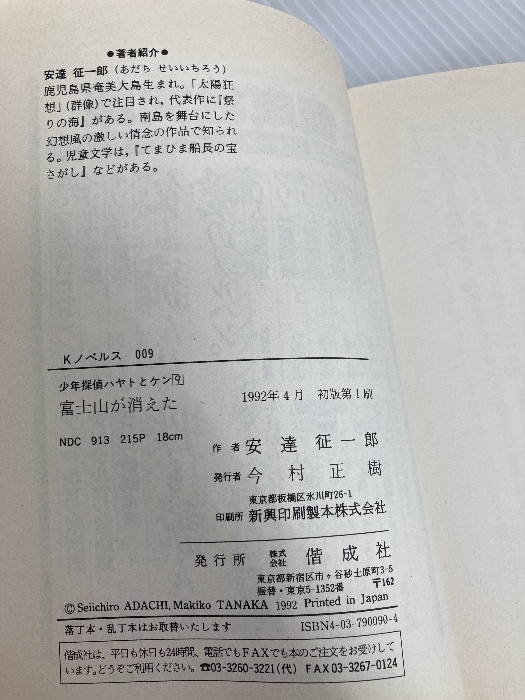 ●著者紹介●
安達 征一郎（あだち せいいちろう）
鹿児島県奄美大島生まれ。「太陽狂
想」（群像）で注目され，代表作に『祭
りの海』がある。南島を舞台にした
幻想風の激しい情念の作品で知られ
る。児童文学は，『てまひま船長の宝
さがし』などがある。
Kノベルス 009
少年探偵ハヤトとケン[9]
富士山が消えた
1992年4月 初版第1刷
NDC 913 215P 18cm
作者 安達征一郎
発行者 今村正樹
東京都板橋区氷川町26-1
印刷所 新興印刷製本株式会社
発行所 株式会社 偕成社
東京都新宿区市ヶ谷砂土原町3-5
振替・東京5-1352番 〒162
©Seiichiro ADACHI, Makiko TANAKA 1992 Printed in Japan
落丁本・乱丁本はお取替いたします ISBN4-03-790090-4
偕成社は、平日も休日も24時間、電話でもFAXでも本のご注文をお受けして
います。どうぞご利用ください。☎03-3260-3221(代) FAX03-3267-0124